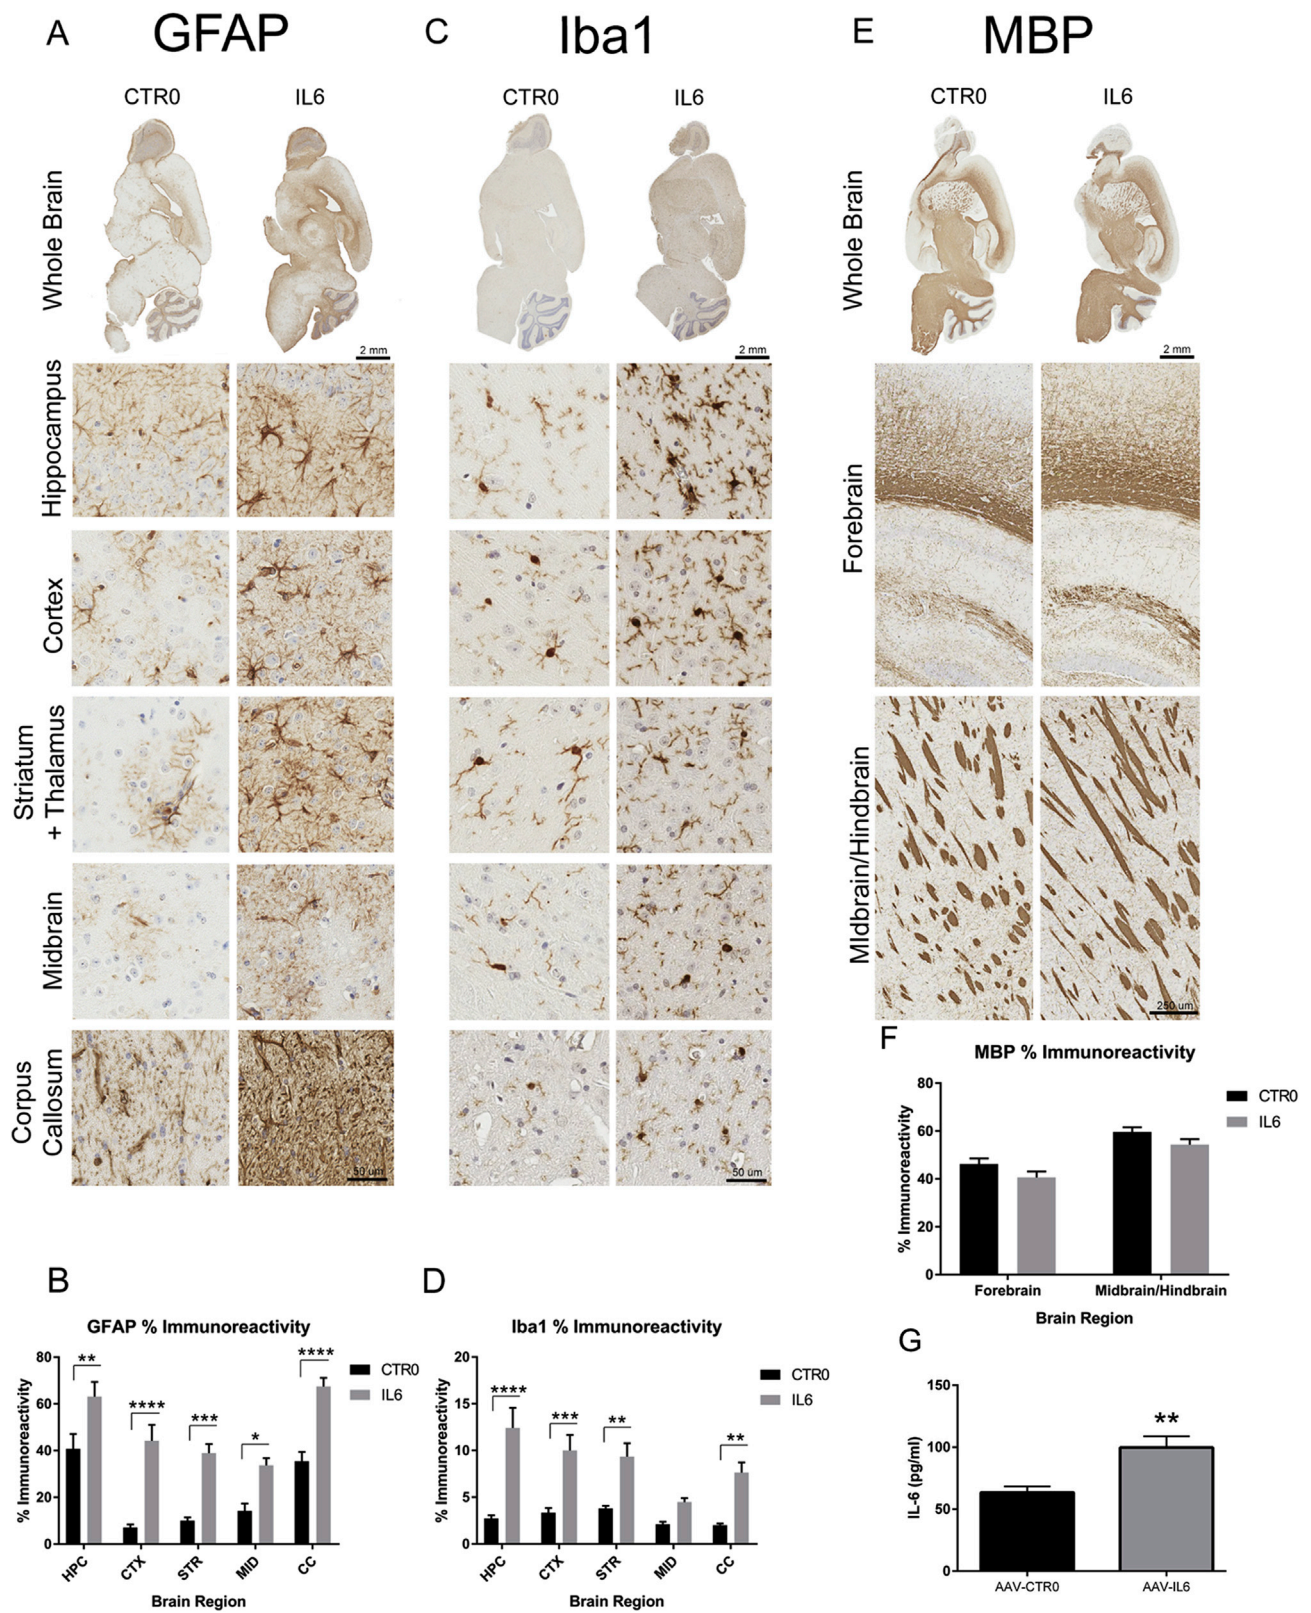 A GFAP
CTR0 IL6
Whole Brain
2 mm
Hippocampus
Cortex
Striatum
+ Thalamus
Midbrain
Corpus
Callosum
50 um
C Iba1
CTR0 IL6
2 mm
50 um
E MBP
CTR0 IL6
Whole Brain
2 mm
Forebrain
MIdbrain/Hindbrain
250 um
F
MBP % Immunoreactivity
% Immunoreactivity
80
60
40
20
0
Forebrain Midbrain/Hindbrain
Brain Region
CTR0
IL6
B
GFAP % Immunoreactivity
% Immunoreactivity
80
60
40
20
0
** **** *** * ****
HPC CTX STR MID CC
Brain Region
CTR0
IL6
D
Iba1 % Immunoreactivity
% Immunoreactivity
20
15
10
5
0
**** *** ** **
HPC CTX STR MID CC
Brain Region
CTR0
IL6
G
IL-6 (pg/ml)
150
100
50
0
**
AAV-CTR0 AAV-IL6